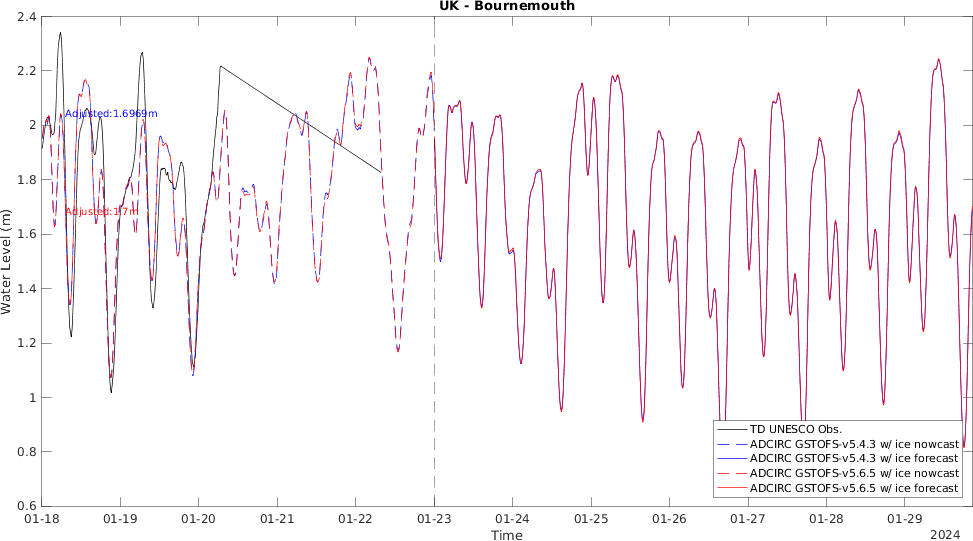 UK - Bournemouth
2.4
2.2
2
1.8
1.6
1.4
1.2
1
0.8
0.6
Water Level (m)
Adjusted:1.6969m
Adjusted:1.7m
TD UNESCO Obs.
ADCIRC GSTOFS-v5.4.3 w/ ice nowcast
ADCIRC GSTOFS-v5.4.3 w/ ice forecast
ADCIRC GSTOFS-v5.6.5 w/ ice nowcast
ADCIRC GSTOFS-v5.6.5 w/ ice forecast
01-18 01-19 01-20 01-21 01-22 01-23 01-24 01-25 01-26 01-27 01-28 01-29
Time
2024